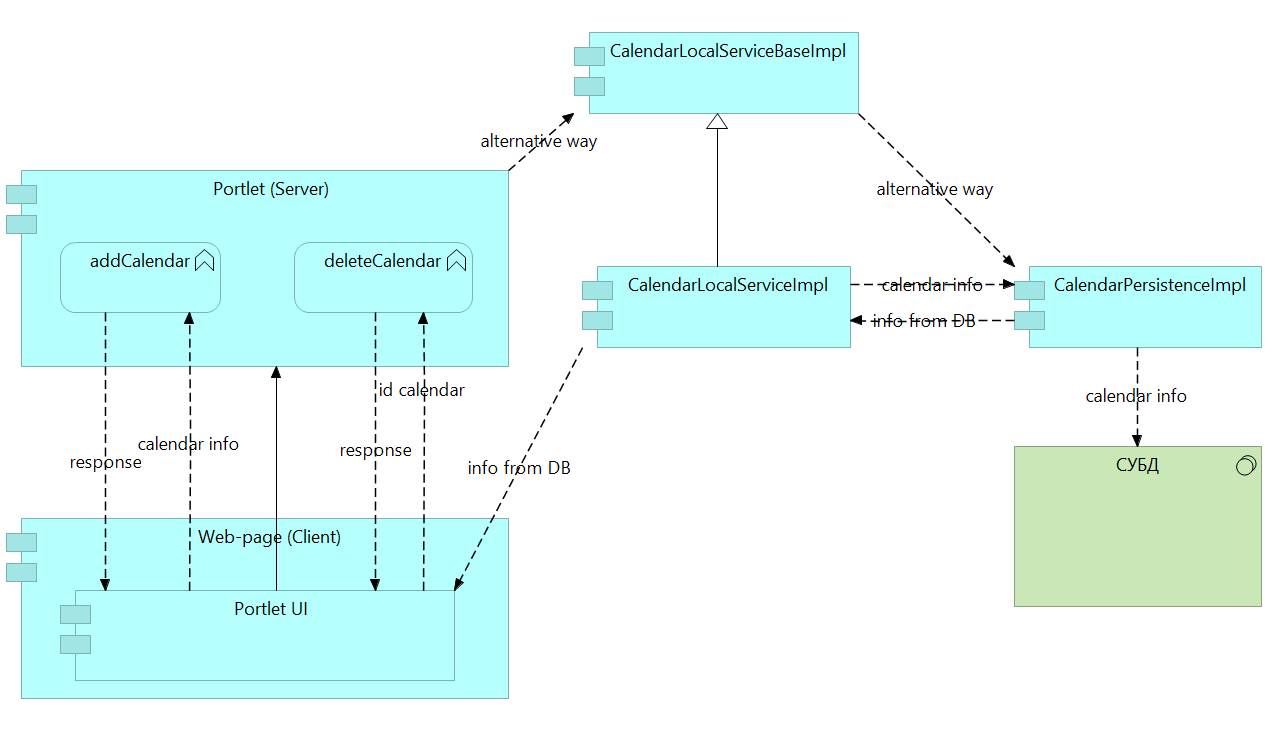 CalendarLocalServiceBaseImpl
alternative way
Portlet (Server)
alternative way
addCalendar
deleteCalendar
CalendarLocalServiceImpl
calendar info
CalendarPersistenceImpl
info from DB
id calendar
calendar info
calendar info
response
response
info from DB
СУБД
Web-page (Client)
Portlet UI